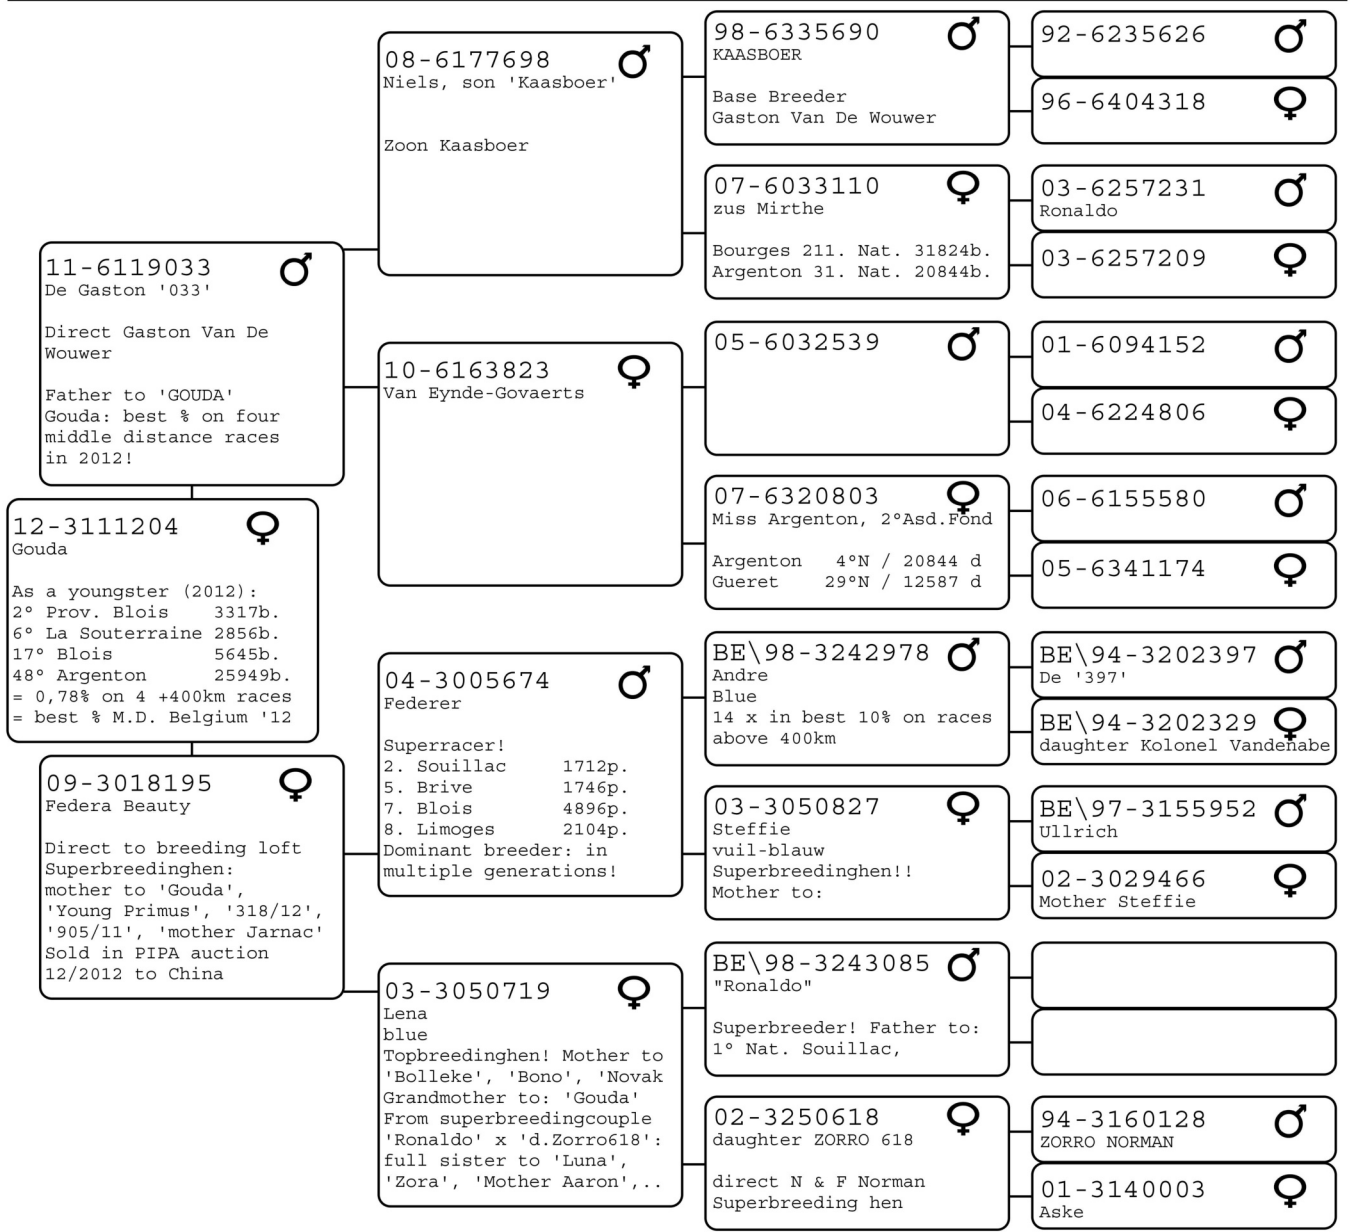 12-3111204
Gouda
As a youngster (2012):
2° Prov. Blois 3317b.
6° La Souterraine 2856b.
17° Blois 5645b.
48° Argenton 25949b.
= 0,78% on 4 +400km races
= best % M.D. Belgium '12
11-6119033
De Gaston '033'
Direct Gaston Van De
Wouwer
Father to 'GOUDA'
Gouda: best % on four
middle distance races
in 2012!
09-3018195
Federa Beauty
Direct to breeding loft
Superbreedinghen:
mother to 'Gouda',
'Young Primus', '318/12',
'905/11', 'mother Jarnac'
Sold in PIPA auction
12/2012 to China
08-6177698
Niels, son 'Kaasboer'
Zoon Kaasboer
10-6163823
Van Eynde-Govaerts
04-3005674
Federer
Superracer!
2. Souillac 1712p.
5. Brive 1746p.
7. Blois 4896p.
8. Limoges 2104p.
Dominant breeder: in
multiple generations!
03-3050719
Lena
blue
Topbreedinghen! Mother to
'Bolleke', 'Bono', 'Novak
Grandmother to: 'Gouda'
From superbreedingcouple
'Ronaldo' x 'd.Zorro618':
full sister to 'Luna',
'Zora', 'Mother Aaron',..
98-6335690
KAASBOER
Base Breeder
Gaston Van De Wouwer
07-6033110
zus Mirthe
Bourges 211. Nat. 31824b.
Argenton 31. Nat. 20844b.
05-6032539
07-6320803
Miss Argenton, 2°Asd.Fond
Argenton 4°N / 20844 d
Gueret 29°N / 12587 d
BE\98-3242978
Andre
Blue
14 x in best 10% on races
above 400km
03-3050827
Steffie
vuil-blauw
Superbreedinghen!!
Mother to:
BE\98-3243085
"Ronaldo"
Superbreeder! Father to:
1° Nat. Souillac,
02-3250618
daughter ZORRO 618
direct N & F Norman
Superbreeding hen
92-6235626
96-6404318
03-6257231
Ronaldo
03-6257209
01-6094152
04-6224806
06-6155580
05-6341174
BE\94-3202397
De '397'
BE\94-3202329
daughter Kolonel Vandenabe
BE\97-3155952
Ullrich
02-3029466
Mother Steffie
94-3160128
ZORRO NORMAN
01-3140003
Aske